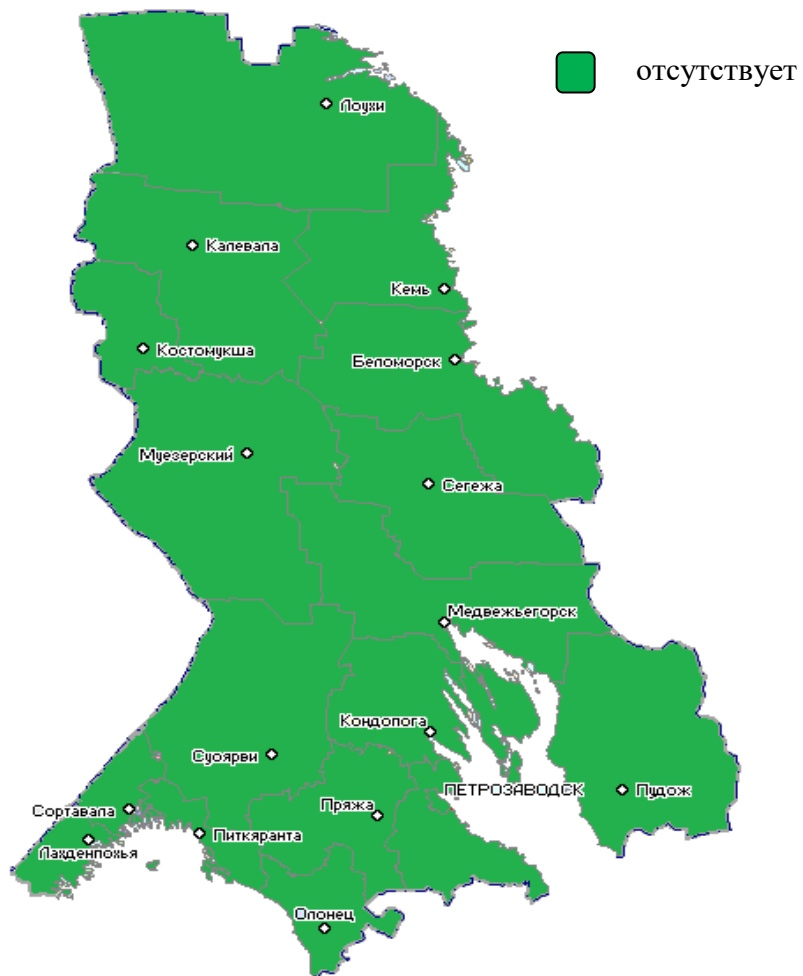 отсутствует
Лоухи
Калевала
Кемь
Костомукша
Беломорск
Муезерский
Сегежа
Медвежьегорск
Кондопога
Суоярви
ПЕТРОЗАВОДСК
Пудож
Сортавала
Пряжа
Питкяранта
Лахденпохья
Олонец